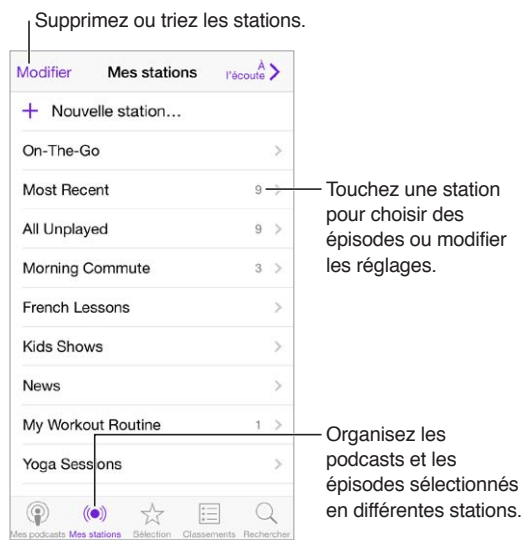 Supprimez ou triez les stations.
Modifier Mes stations À l'écoute
+ Nouvelle station…
On-The-Go
Most Recent 9
Touchez une station
pour choisir des
épisodes ou modifier
les réglages.
All Unplayed 9
Morning Commute 3
French Lessons
Kids Shows
News
My Workout Routine 1
Yoga Sessions
Organisez les
podcasts et les
épisodes sélectionnés
en différentes stations.
Mes podcasts Mes stations Sélection Classements Rechercher